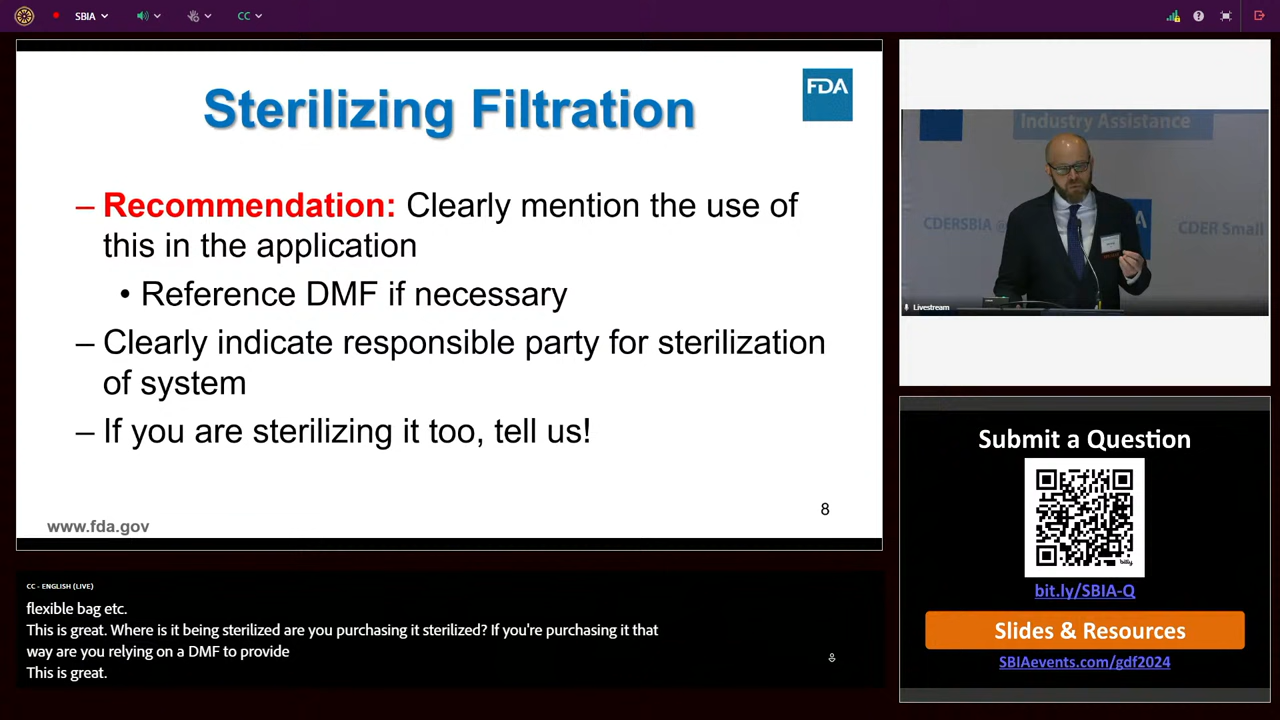 SBIA
CC
Sterilizing Filtration
FDA
– Recommendation: Clearly mention the use of
this in the application
• Reference DMF if necessary
– Clearly indicate responsible party for sterilization
of system
– If you are sterilizing it too, tell us!
8
www.fda.gov
Industry Assistance
CDERSBIA @
CDER Small
Livestream
Submit a Question
bitly
bit.ly/SBIA-Q
Slides & Resources
SBIAevents.com/gdf2024
CC - ENGLISH (LIVE)
flexible bag etc.
This is great. Where is it being sterilized are you purchasing it sterilized? If you're purchasing it that
way are you relying on a DMF to provide
This is great.